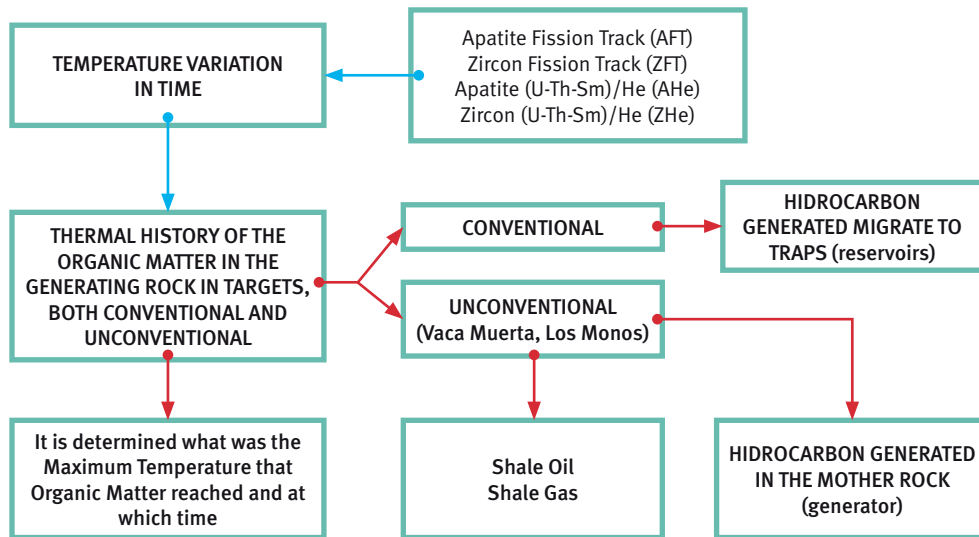 TEMPERATURE VARIATION
IN TIME
Apatite Fission Track (AFT)
Zircon Fission Track (ZFT)
Apatite (U-Th-Sm)/He (AHe)
Zircon (U-Th-Sm)/He (ZHe)
THERMAL HISTORY OF THE
ORGANIC MATTER IN THE
GENERATING ROCK IN TARGETS,
BOTH CONVENTIONAL AND
UNCONVENTIONAL
CONVENTIONAL
HIDROCARBON
GENERATED MIGRATE TO
TRAPS (reservoirs)
UNCONVENTIONAL
(Vaca Muerta, Los Monos)
It is determined what was the
Maximum Temperature that
Organic Matter reached and at
which time
Shale Oil
Shale Gas
HIDROCARBON GENERATED
IN THE MOTHER ROCK
(generator)